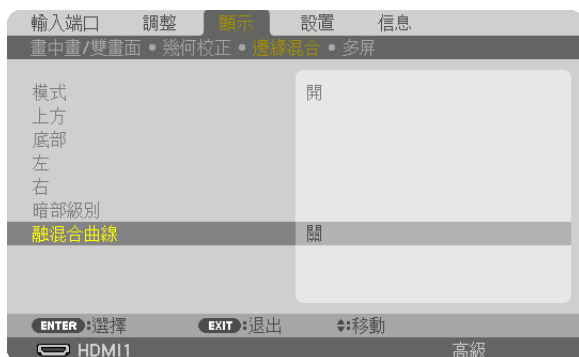 輸入端口 調整 顯示 設置 信息
畫中畫/雙畫面 • 幾何校正 • 邊緣混合 • 多屏
模式 開
上方
底部
左
右
暗部級別
融混合曲線 關
ENTER :選擇 EXIT :退出 :移動
HDMI1 高級